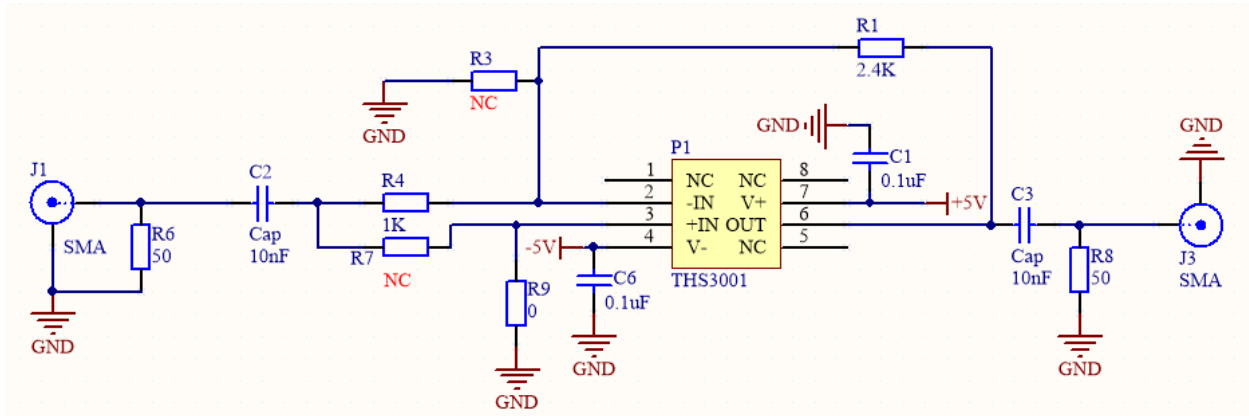 R1
2.4K
R3
NC
GND
GND
GND
P1
C1
0.1uF
J1
SMA
C2
Cap
10nF
R4
1K
R7
NC
R6
50
GND
1
2
3
4
NC
-IN
+IN
V-
NC
V+
OUT
NC
8
7
6
5
THS3001
+5V
-5V
C6
0.1uF
GND
R9
0
GND
C3
Cap
10nF
R8
50
GND
J3
SMA